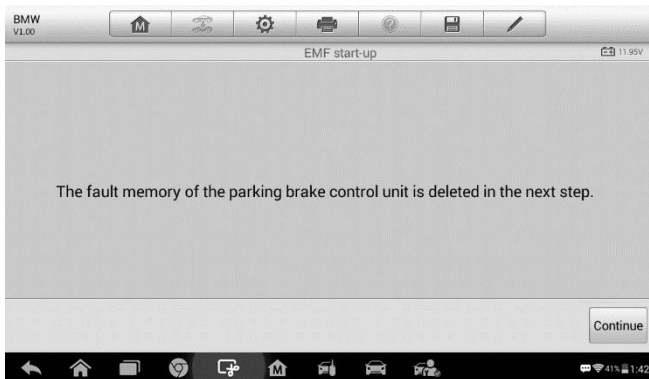 BMW
V1.00
EMF start-up
11.95V
The fault memory of the parking brake control unit is deleted in the next step.
Continue
41% 1:42